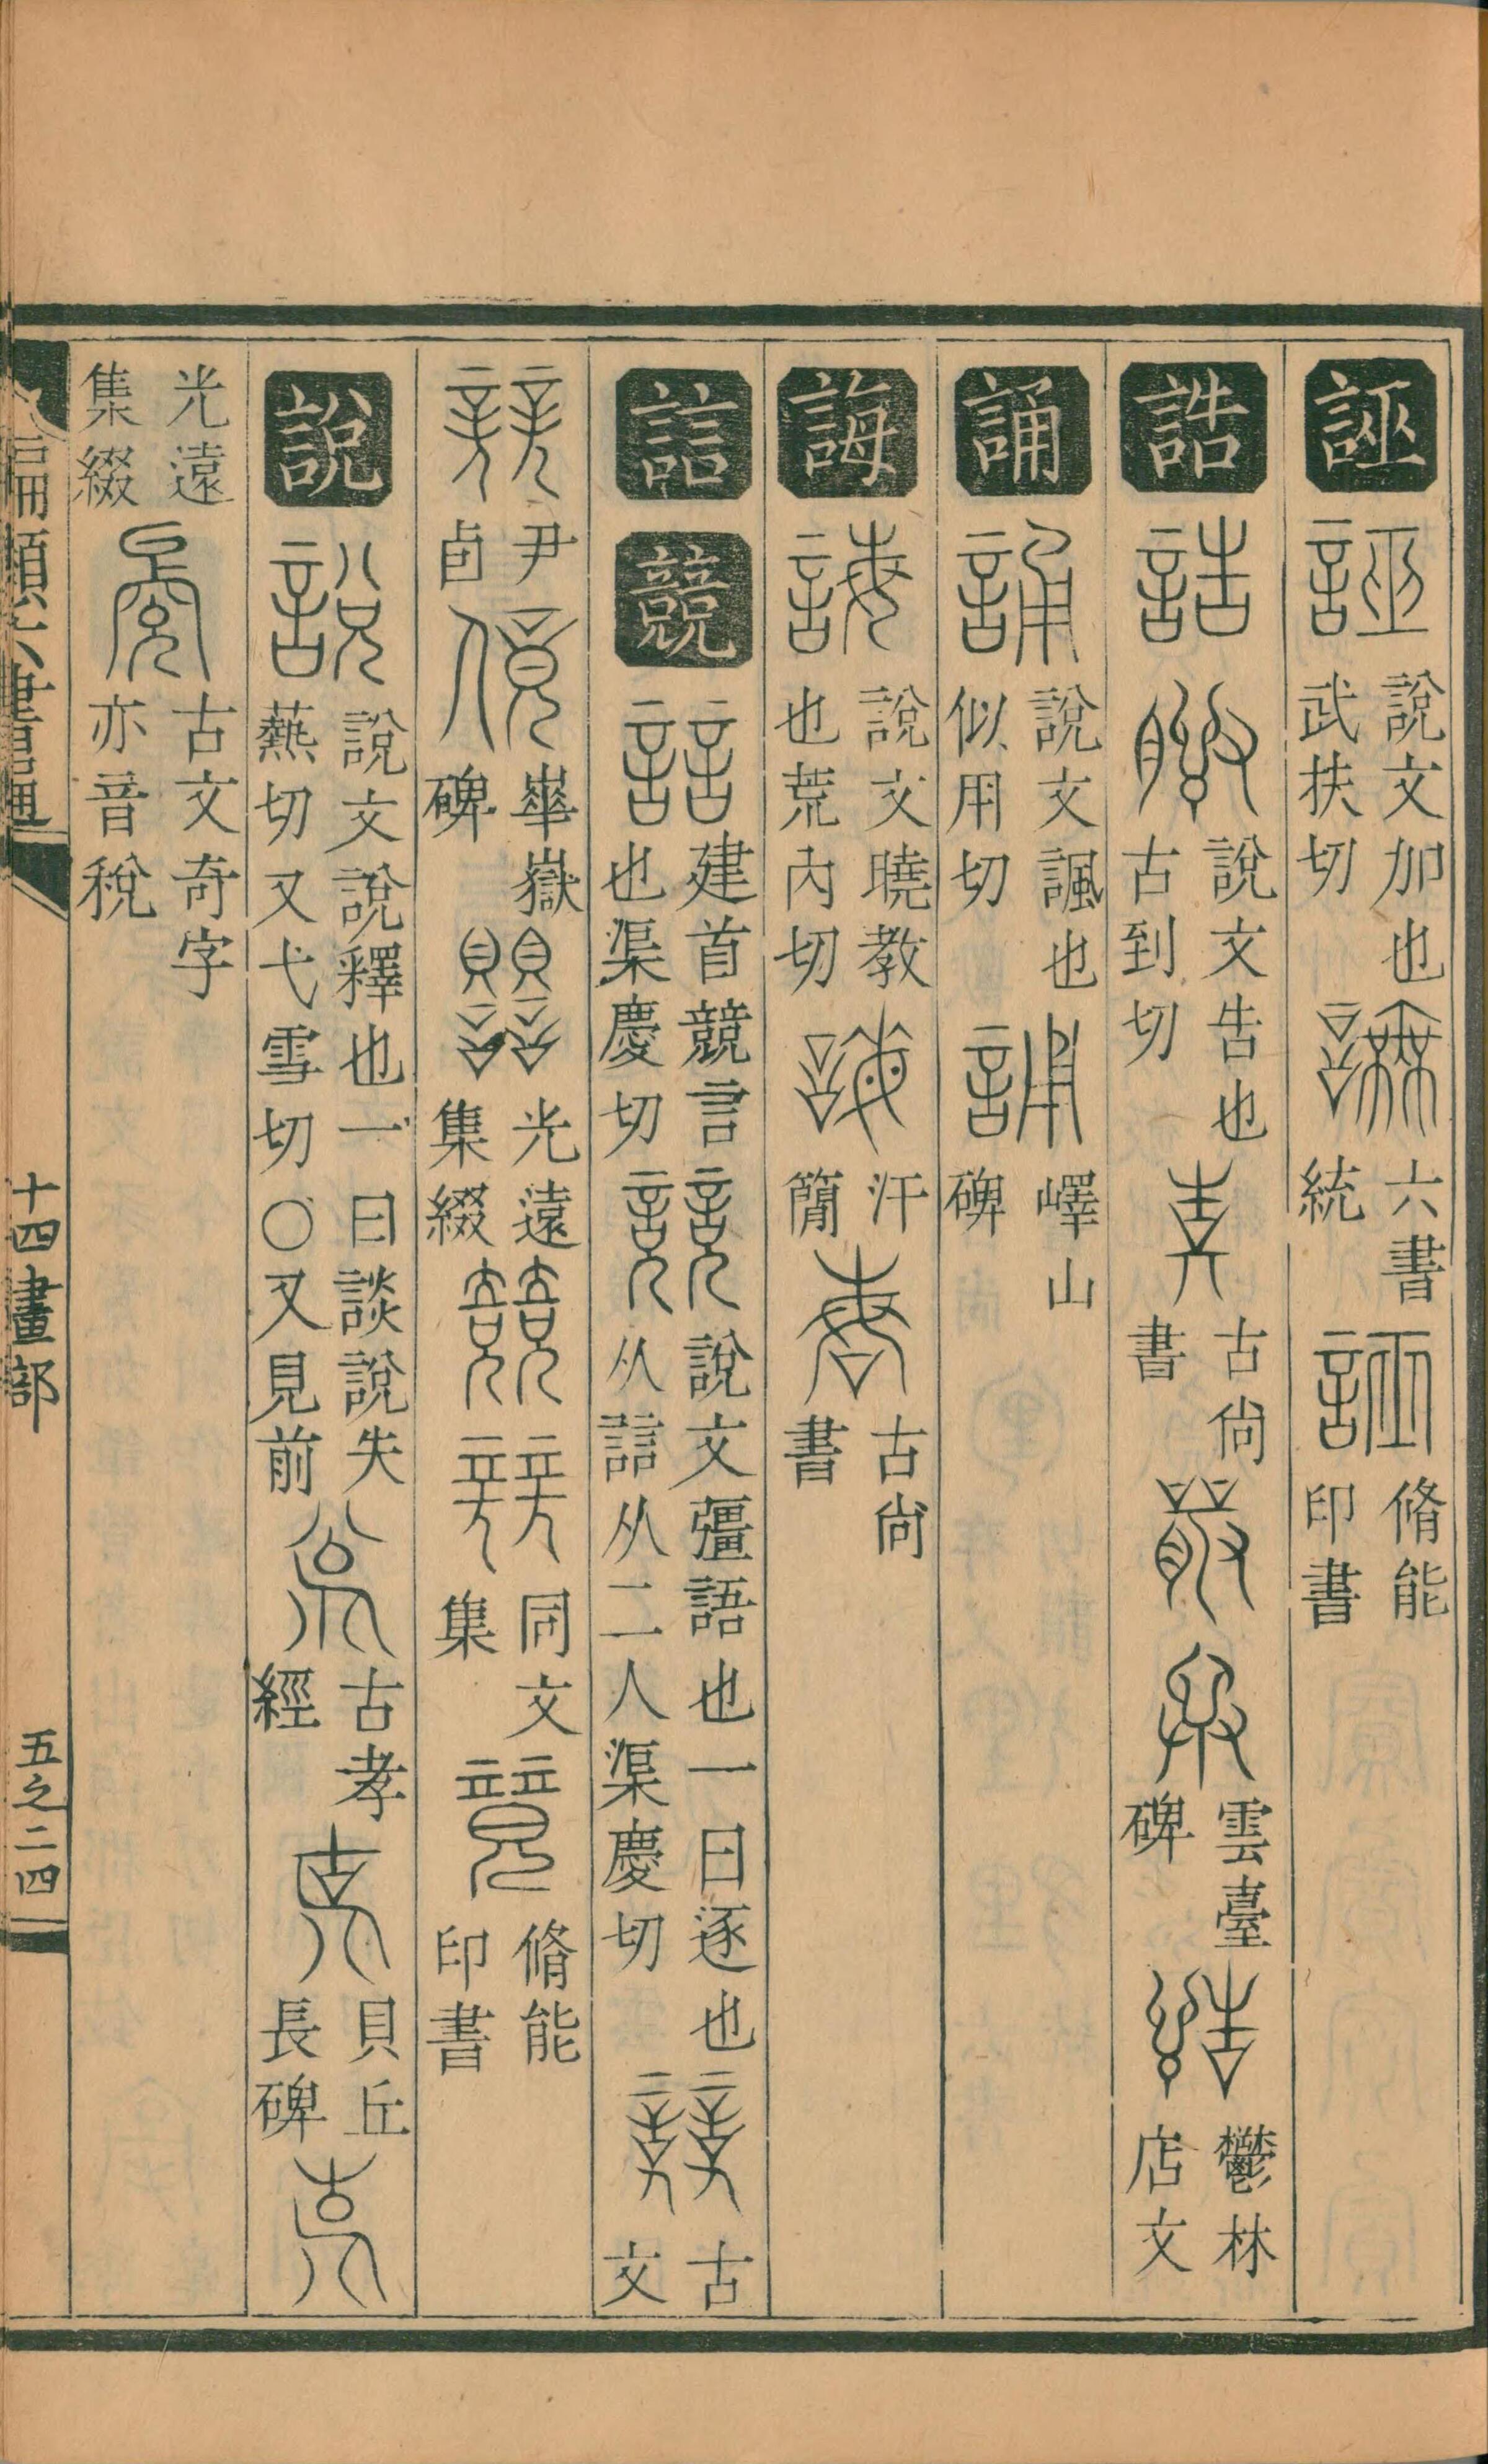 誣 說文加也武扶切 六書統 脩能印書
誥 說文告也古到切 古尙書 雲臺碑 鬱林店文
誦 說文諷也似用切 嶧山碑
誨 說文曉教也荒內切 汗簡 古尙書
誩 競 建首競言也渠慶切 說文彊語也一曰逐也从誩从二人渠慶切 古文
尹卣 崋嶽碑 光遠集綴 同文集 脩能印書
說 說文說釋也一曰談說失爇切又弋雪切〇又見前 古孝經 貝丘長碑
光遠集綴 古文奇字亦音稅
徧類六書通 十四畫部 五之二四